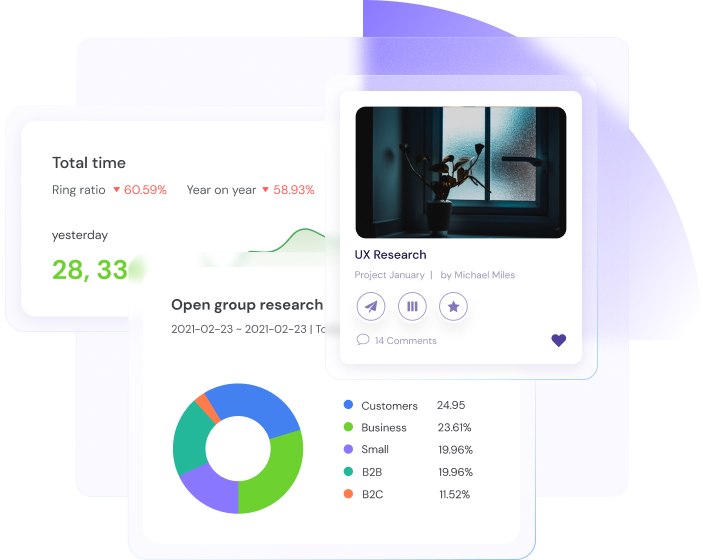 Total time
Ring ratio 60.59% Year on year 58.93%
yesterday
28, 33
UX Research
Project January | by Michael Miles
14 Comments
Open group research
2021-02-23 ~ 2021-02-23 |
Customers 24.95
Business 23.61%
Small 19.96%
B2B 19.96%
B2C 11.52%